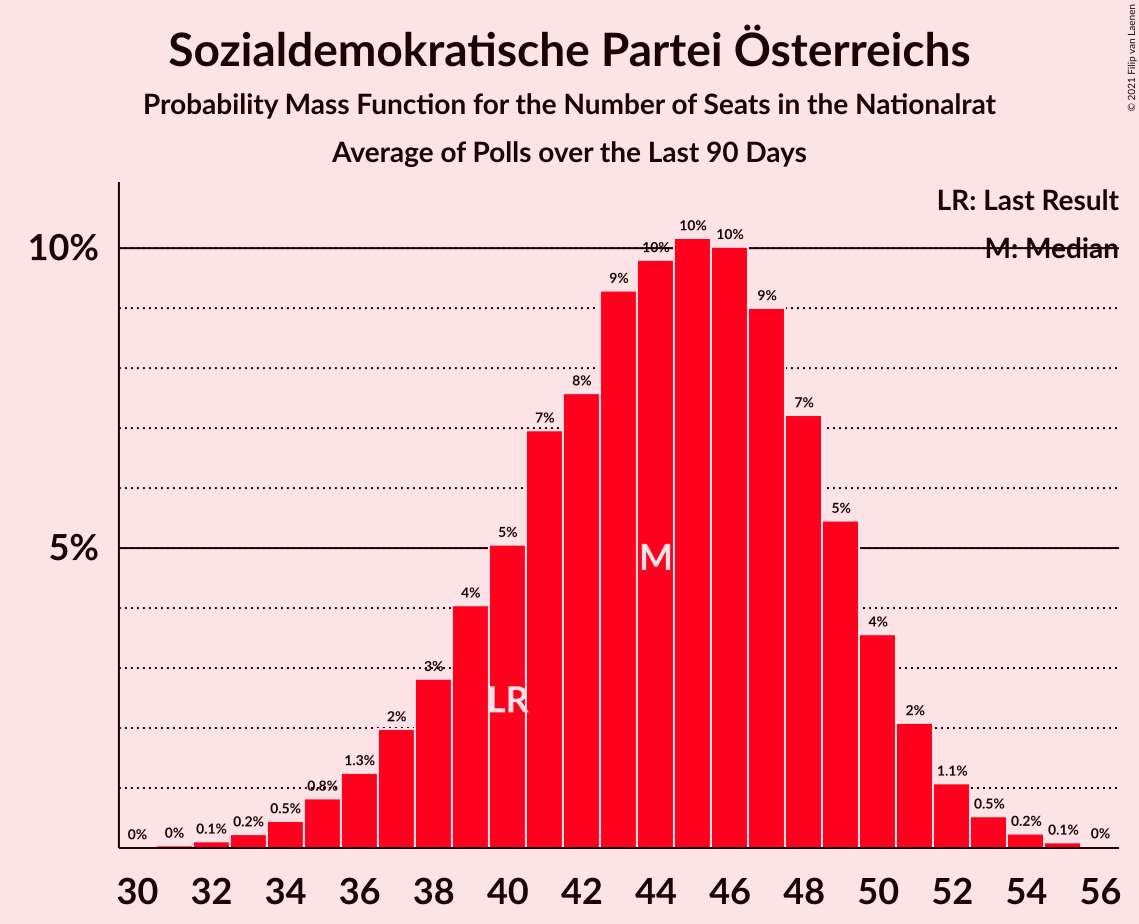 Sozialdemokratische Partei Österreichs
Probability Mass Function for the Number of Seats in the Nationalrat
Average of Polls over the Last 90 Days
© 2021 Filip van Laenen
LR: Last Result
M: Median
10%
5%
0% 0% 0.1% 0.2% 0.5% 0.8% 1.3% 2% 3% 4% 5% 7% 8% 9% 10% 10% 10% 9% 7% 5% 4% 2% 1.1% 0.5% 0.2% 0.1% 0%
M
LR
30 32 34 36 38 40 42 44 46 48 50 52 54 56